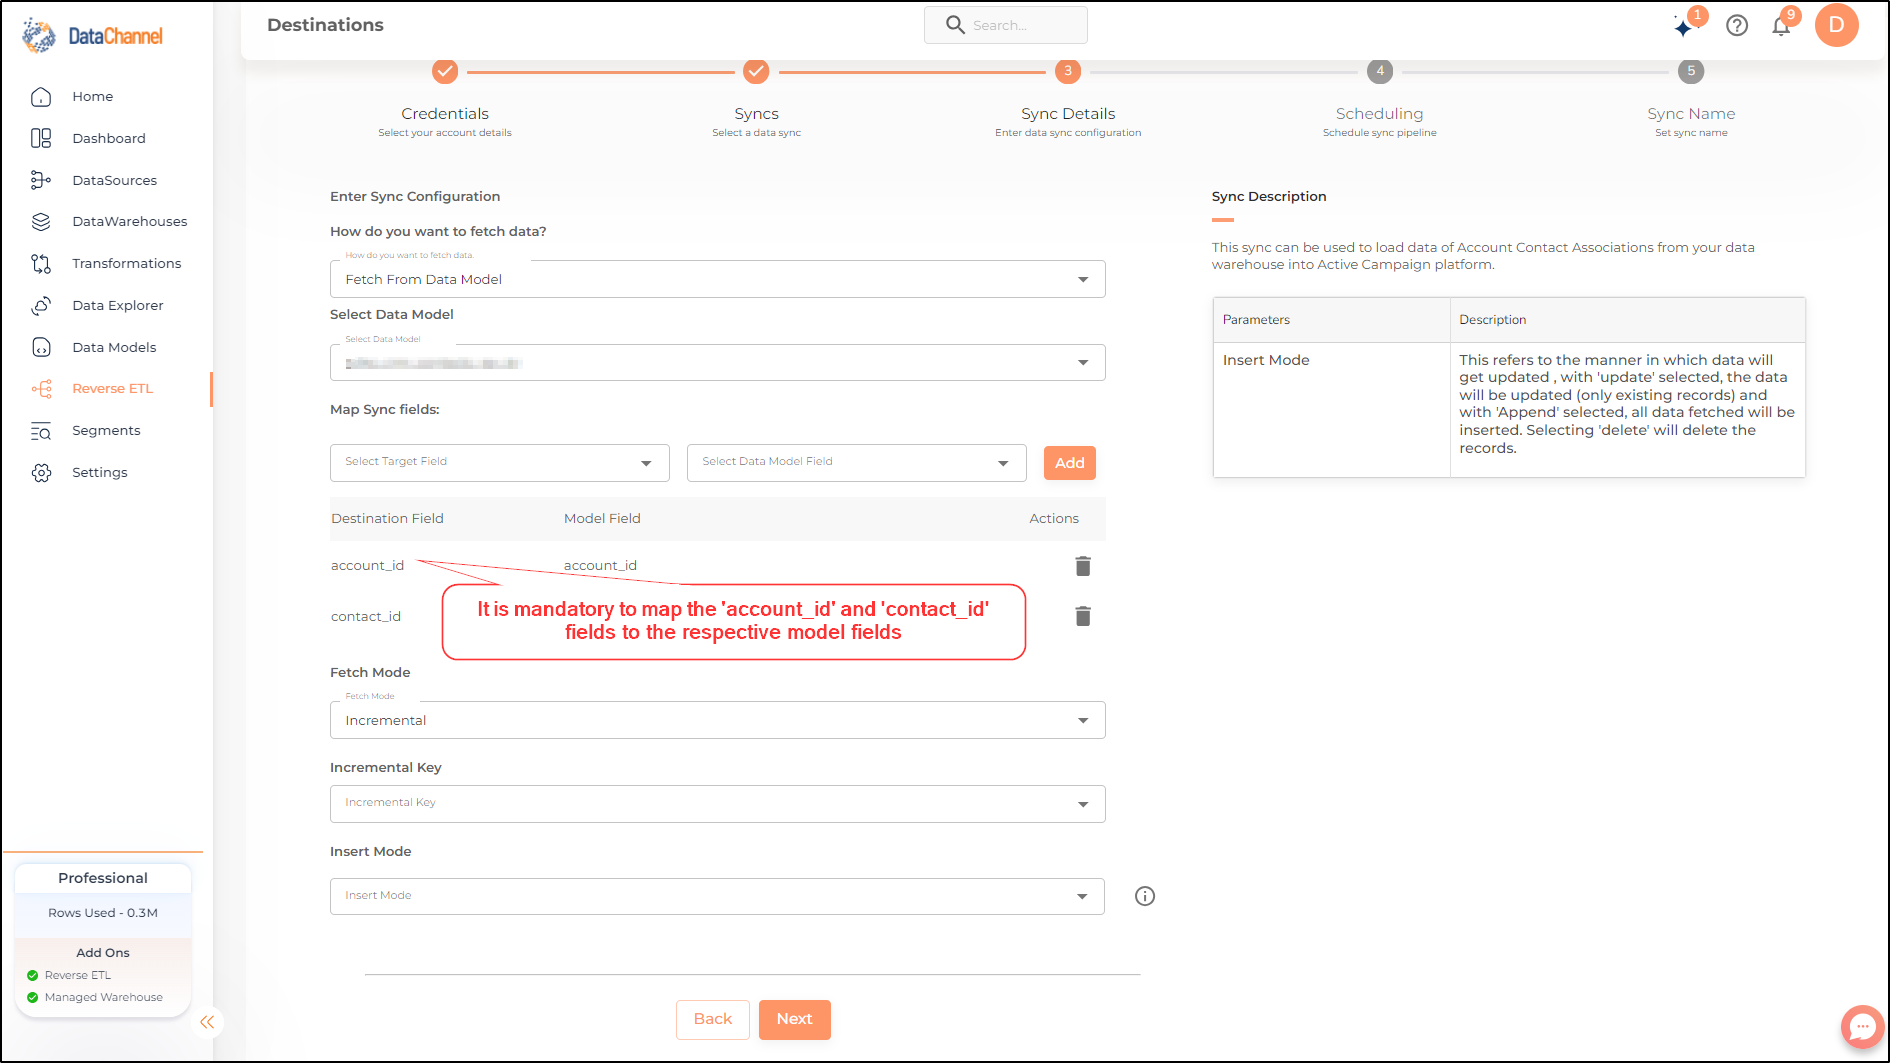 DataChannel
Destinations
Search...
1
9
D
Home
Dashboard
DataSources
DataWarehouses
Transformations
Data Explorer
Data Models
Reverse ETL
Segments
Settings
3
4
5
Credentials
Select your account details
Syncs
Select a data sync
Sync Details
Enter data sync configuration
Scheduling
Schedule sync pipeline
Sync Name
Set sync name
Enter Sync Configuration
How do you want to fetch data?
How do you want to fetch data.
Fetch From Data Model
Select Data Model
Select Data Model
Map Sync fields:
Select Target Field
Select Data Model Field
Add
Destination Field
Model Field
Actions
account_id
account_id
contact_id
It is mandatory to map the 'account_id' and 'contact_id'
fields to the respective model fields
Fetch Mode
Fetch Mode
Incremental
Incremental Key
Incremental Key
Insert Mode
Insert Mode
Back
Next
Sync Description
This sync can be used to load data of Account Contact Associations from your data
warehouse into Active Campaign platform.
Parameters
Description
Insert Mode
This refers to the manner in which data will
get updated , with 'update' selected, the data
will be updated (only existing records) and
with 'Append' selected, all data fetched will be
inserted. Selecting 'delete' will delete the
records.
Professional
Rows Used - 0.3M
Add Ons
Reverse ETL
Managed Warehouse